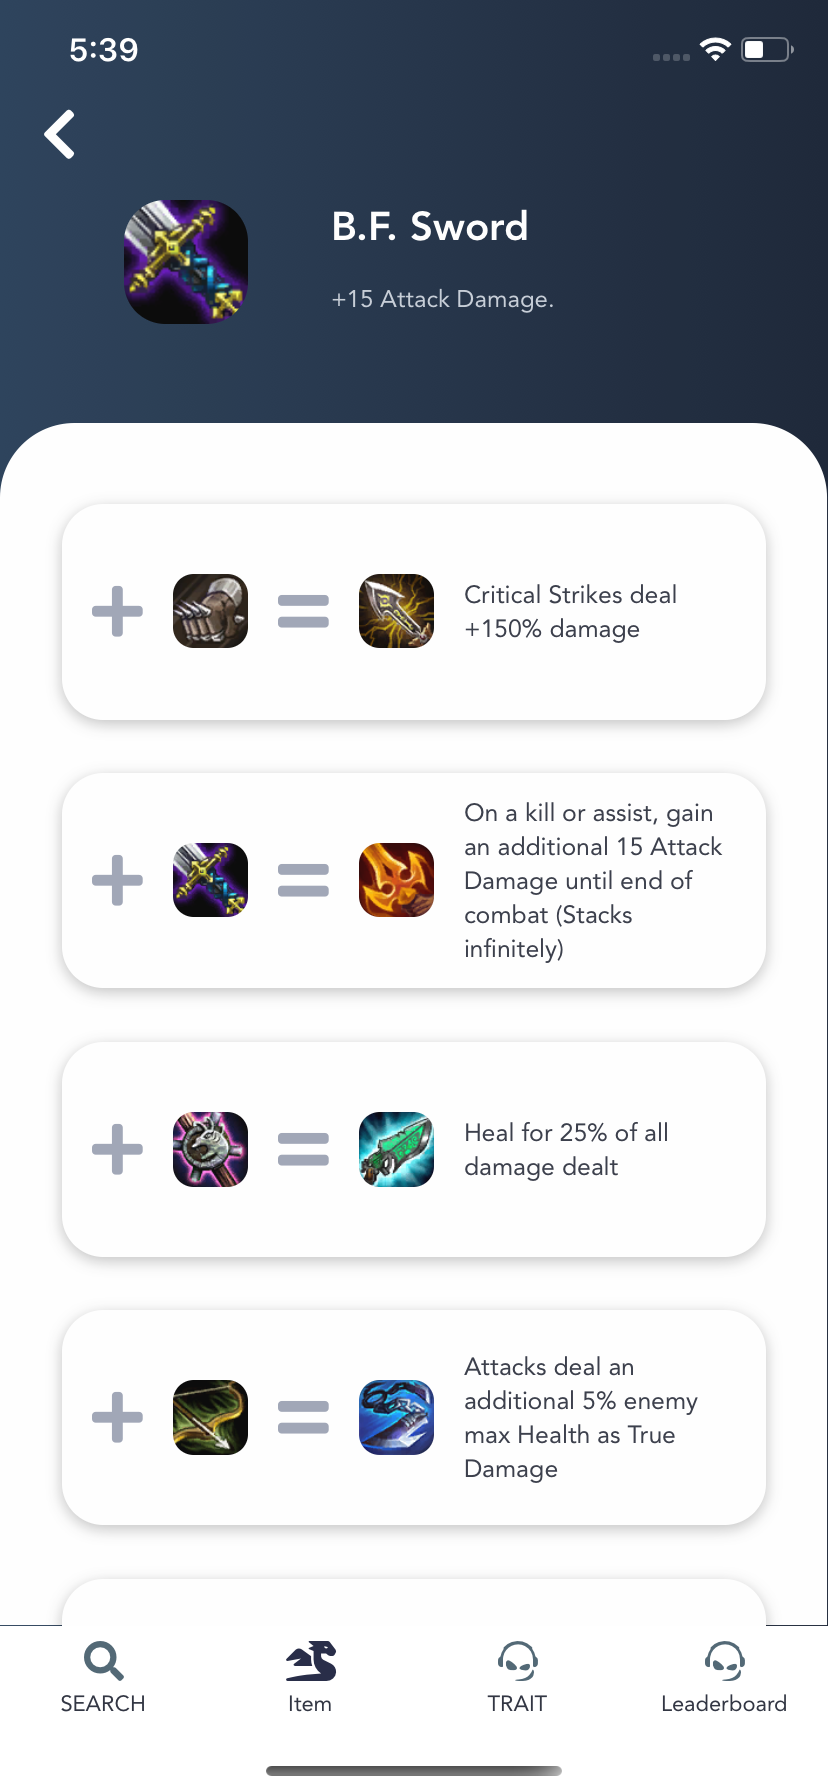 5:39
B.F. Sword
+15 Attack Damage.
Critical Strikes deal
+150% damage
On a kill or assist, gain
an additional 15 Attack
Damage until end of
combat (Stacks
infinitely)
Heal for 25% of all
damage dealt
Attacks deal an
additional 5% enemy
max Health as True
Damage
SEARCH
Item
TRAIT
Leaderboard